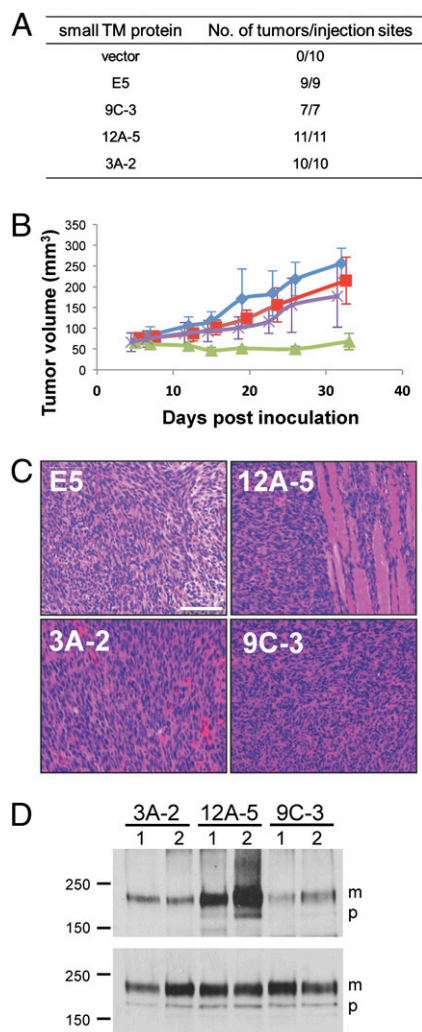 A
small TM protein No. of tumors/injection sites
vector 0/10
E5 9/9
9C-3 7/7
12A-5 11/11
3A-2 10/10
B
Tumor volume (mm³)
350
300
250
200
150
100
50
0
0 10 20 30 40
Days post inoculation
C
E5 12A-5
3A-2 9C-3
D
3A-2 12A-5 9C-3
1 2 1 2 1 2
250
m
p
150
250
m
p
150